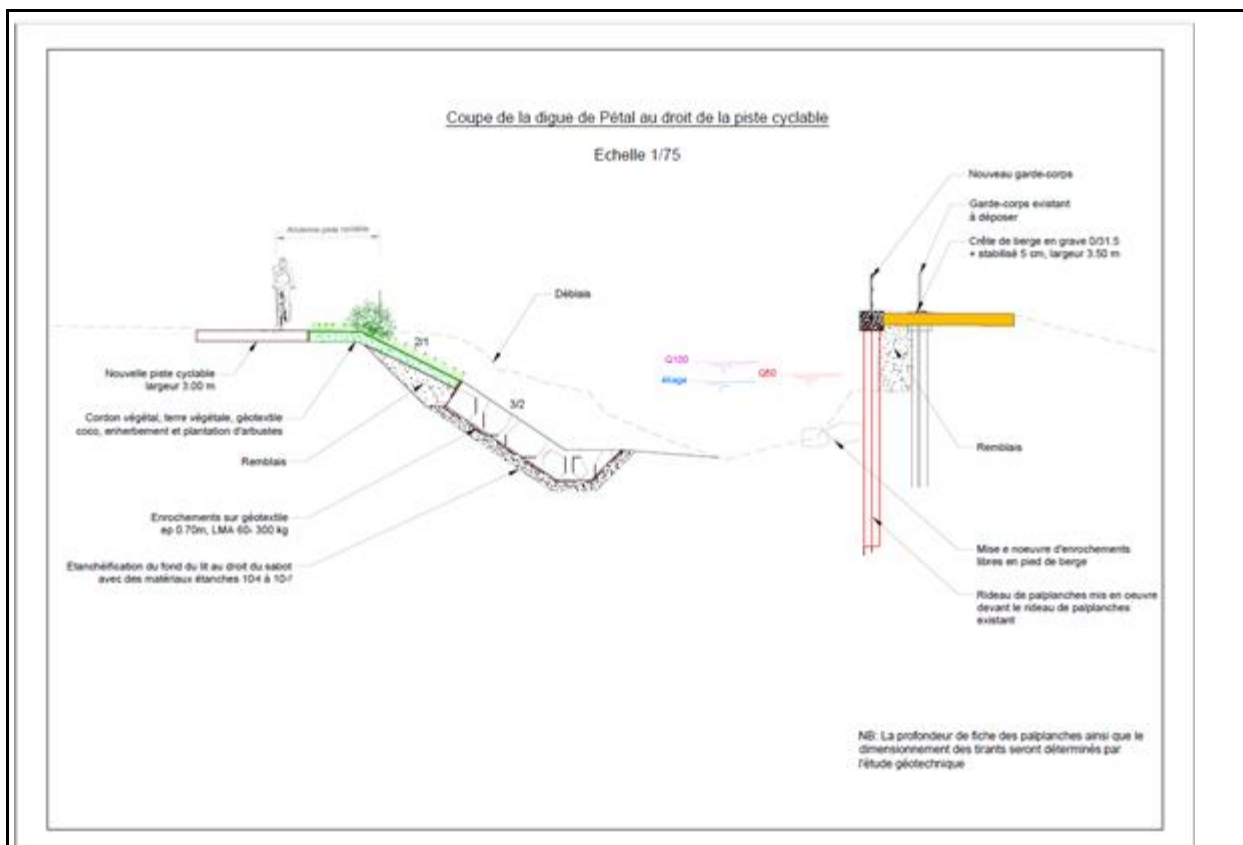 Coupe de la digue de Pétal au droit de la piste cyclable
Echelle 1/75
Nouveau garde-corps
Garde-corps existant
à déposer
Crête de berge en grave 0/31.5
+ stabilisé 5 cm, largeur 3.50 m
Ancienne piste cyclable
Déblais
2/1
Q100
Q50
étiage
Nouvelle piste cyclable
largeur 3.00 m
3/2
Cordon végétal, terre végétale, géotextile
coco, enherbement et plantation d'arbustes
Remblais
Remblais
Enrochements sur géotextile
ep 0.70m, LMA 60- 300 kg
Mise e noeuvre d'enrochements
libres en pied de berge
Etanchéification du fond du lit au droit du sabot
avec des matériaux étanches
Rideau de palplanches mis en oeuvre
devant le rideau de palplanches
existant
NB: La profondeur de fiche des palplanches ainsi que le
dimensionnement des tirants seront déterminés par
l'étude géotechnique